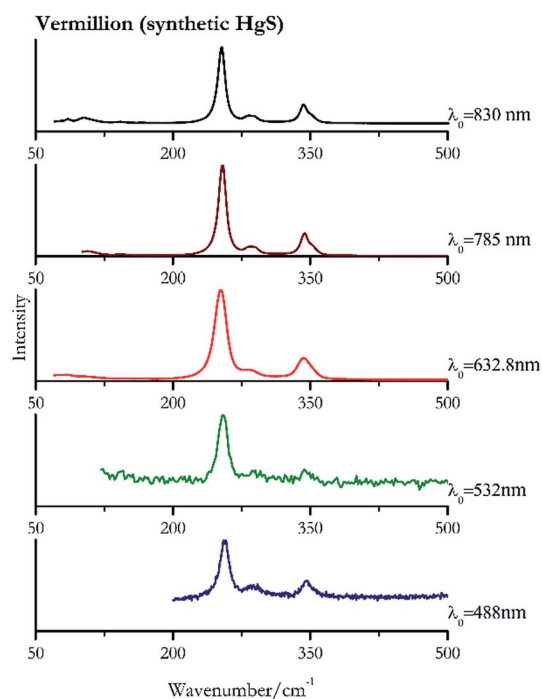 Vermillion (synthetic HgS)
λ₀=830 nm
50 200 350 500
λ₀=785 nm
50 200 350 500
Intensity
λ₀=632.8nm
50 200 350 500
λ₀=532nm
50 200 350 500
λ₀=488nm
50 200 350 500
Wavenumber/cm⁻¹